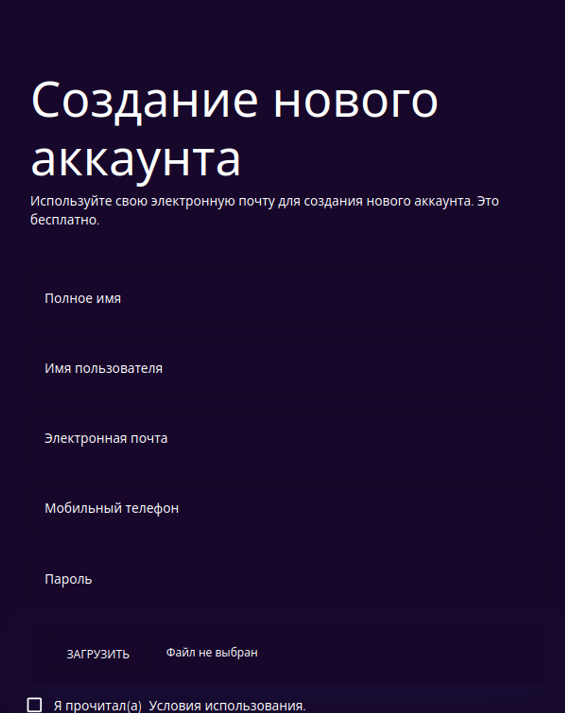 Создание нового
аккаунта
Используйте свою электронную почту для создания нового аккаунта. Это
бесплатно.
Полное имя
Имя пользователя
Электронная почта
Мобильный телефон
Пароль
ЗАГРУЗИТЬ Файл не выбран
Я прочитал(а) Условия использования.